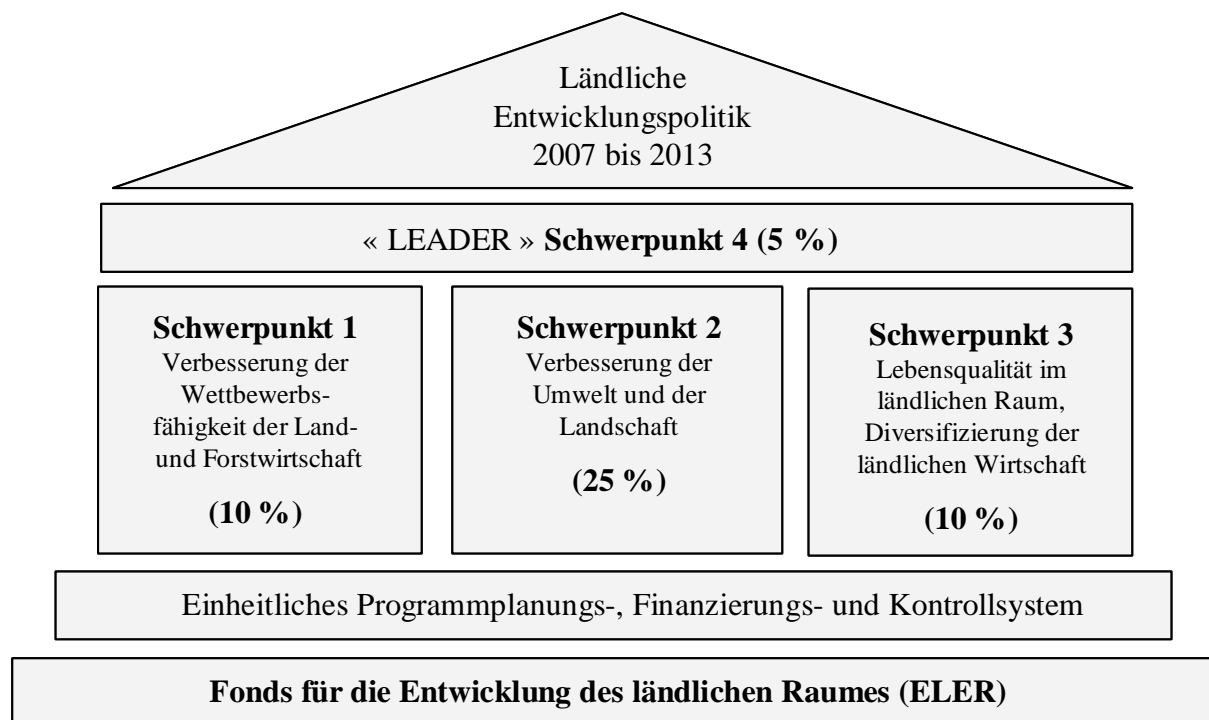 Ländliche
Entwicklungspolitik
2007 bis 2013
« LEADER » Schwerpunkt 4 (5 %)
Schwerpunkt 1
Verbesserung der
Wettbewerbs-
fähigkeit der Land-
und Forstwirtschaft
(10 %)
Schwerpunkt 2
Verbesserung der
Umwelt und der
Landschaft
(25 %)
Schwerpunkt 3
Lebensqualität im
ländlichen Raum,
Diversifizierung der
ländlichen Wirtschaft
(10 %)
Einheitliches Programmplanungs-, Finanzierungs- und Kontrollsystem
Fonds für die Entwicklung des ländlichen Raumes (ELER)